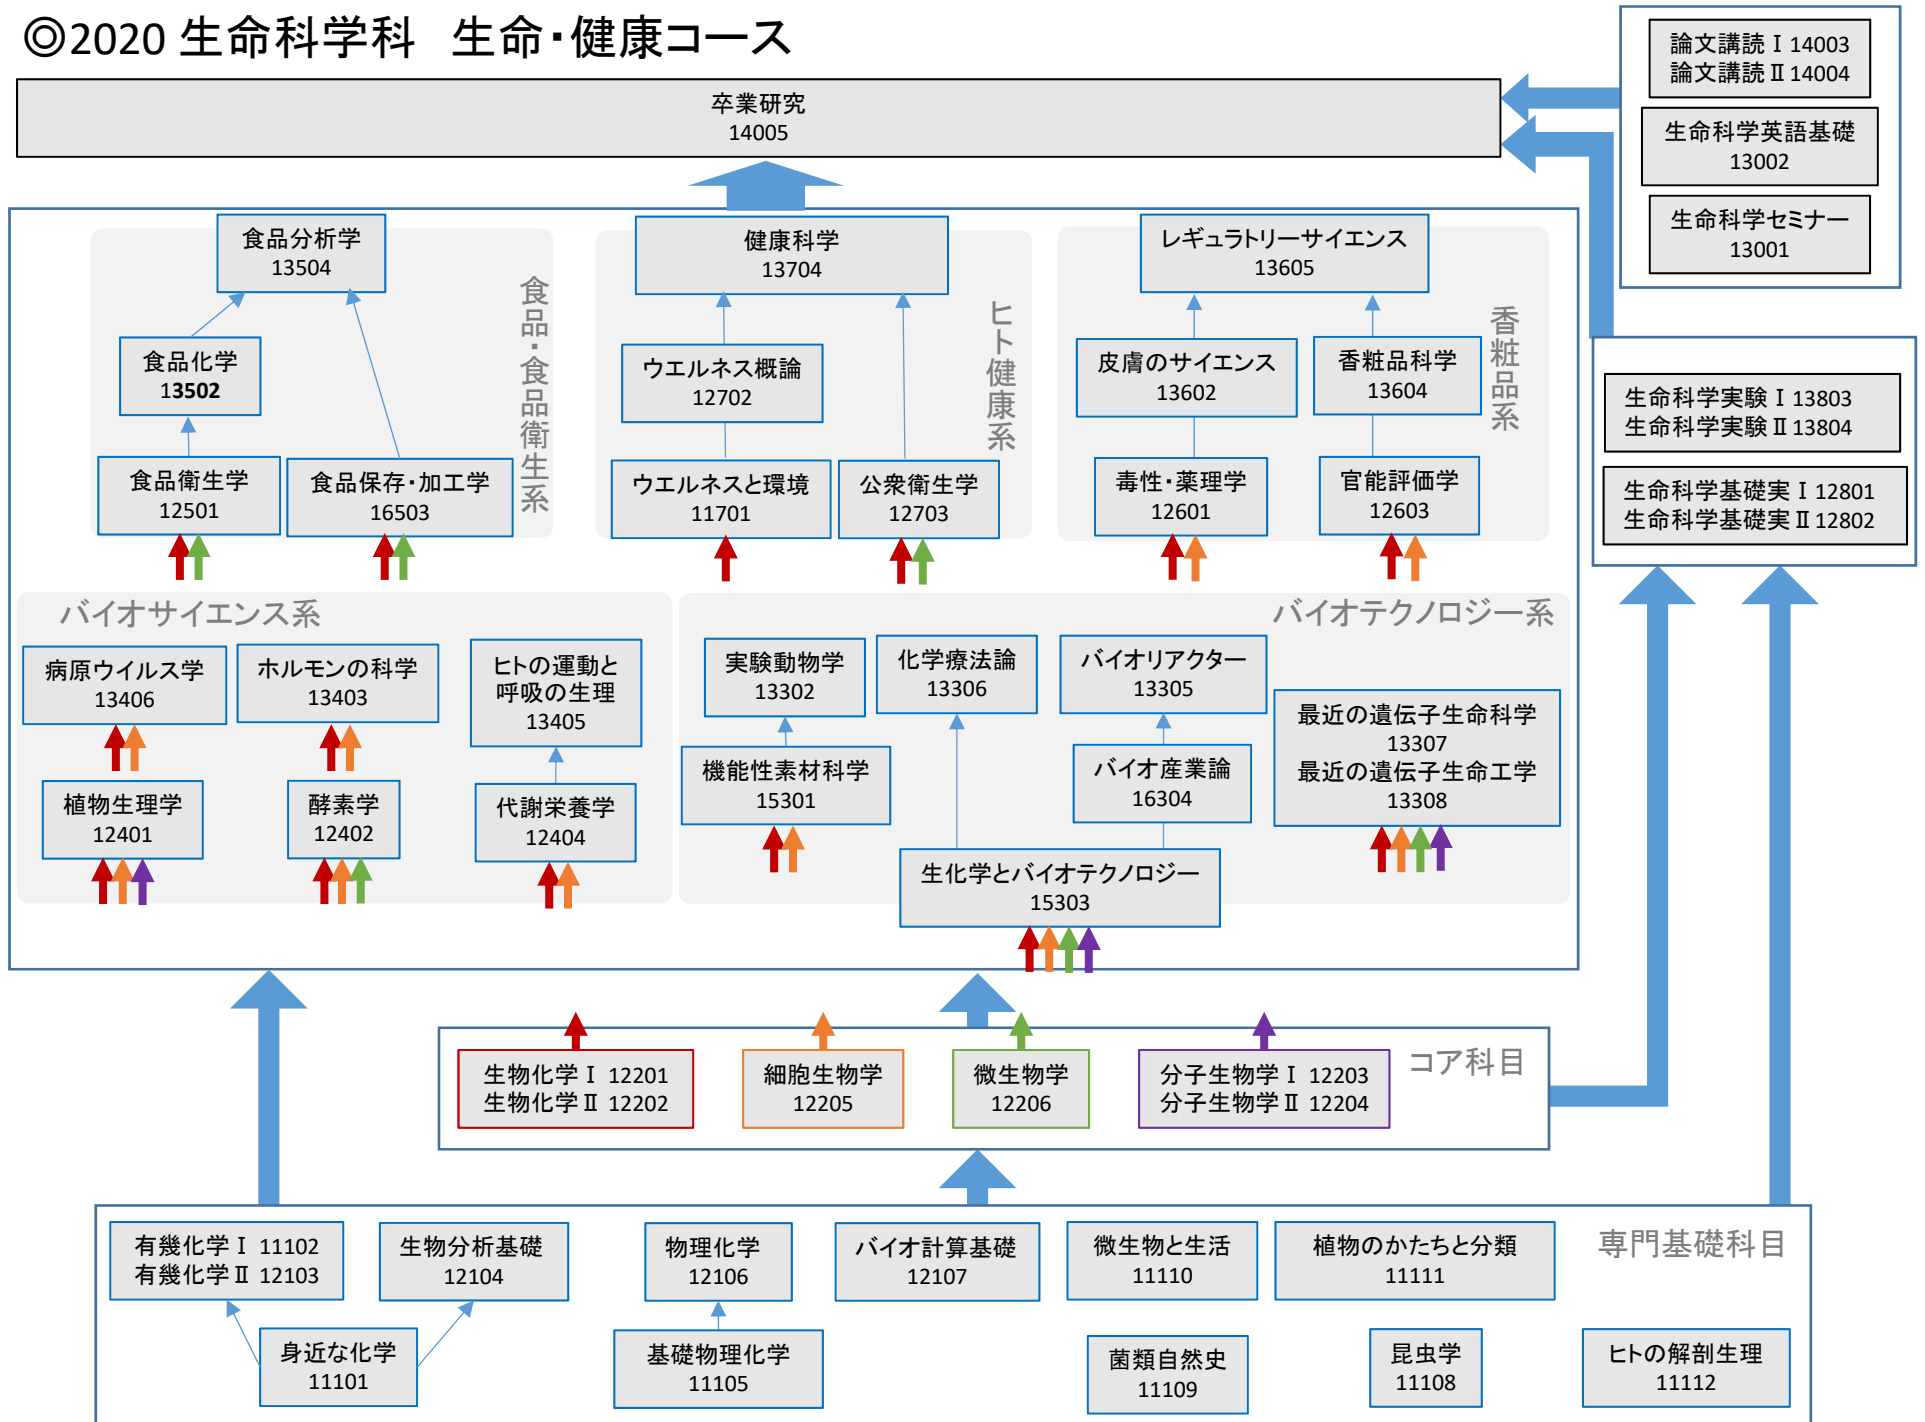 ◎2020 生命科学科　生命・健康コース
卒業研究
14005
論文講読Ⅰ 14003
論文講読Ⅱ 14004
生命科学英語基礎
13002
生命科学セミナー
13001
食品分析学
13504
食品化学
13502
食品衛生学
12501
食品保存・加工学
16503
食品・食品衛生系
健康科学
13704
ウエルネス概論
12702
ウエルネスと環境
11701
公衆衛生学
12703
ヒト健康系
レギュラトリーサイエンス
13605
皮膚のサイエンス
13602
香粧品科学
13604
毒性・薬理学
12601
官能評価学
12603
香粧品系
生命科学実験Ⅰ 13803
生命科学実験Ⅱ 13804
生命科学基礎実Ⅰ 12801
生命科学基礎実Ⅱ 12802
バイオサイエンス系
病原ウイルス学
13406
ホルモンの科学
13403
ヒトの運動と
呼吸の生理
13405
植物生理学
12401
酵素学
12402
代謝栄養学
12404
バイオテクノロジー系
実験動物学
13302
化学療法論
13306
バイオリアクター
13305
最近の遺伝子生命科学
13307
最近の遺伝子生命工学
13308
機能性素材科学
15301
バイオ産業論
16304
生化学とバイオテクノロジー
15303
コア科目
生物化学Ⅰ 12201
生物化学Ⅱ 12202
細胞生物学
12205
微生物学
12206
分子生物学Ⅰ 12203
分子生物学Ⅱ 12204
専門基礎科目
有機化学Ⅰ 11102
有機化学Ⅱ 12103
生物分析基礎
12104
物理化学
12106
バイオ計算基礎
12107
微生物と生活
11110
植物のかたちと分類
11111
身近な化学
11101
基礎物理化学
11105
菌類自然史
11109
昆虫学
11108
ヒトの解剖生理
11112